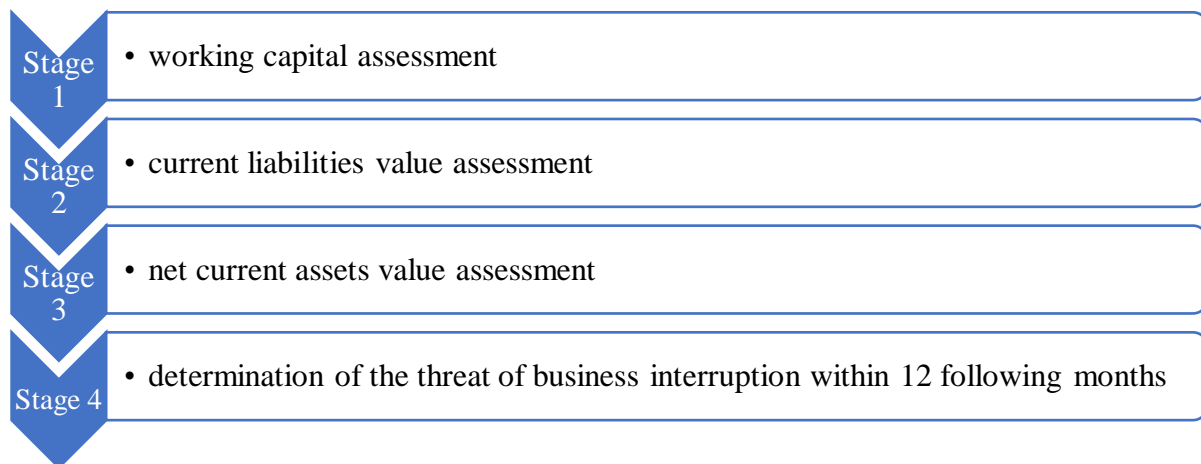 Stage
1
• working capital assessment
Stage
2
• current liabilities value assessment
Stage
3
• net current assets value assessment
Stage 4
• determination of the threat of business interruption within 12 following months